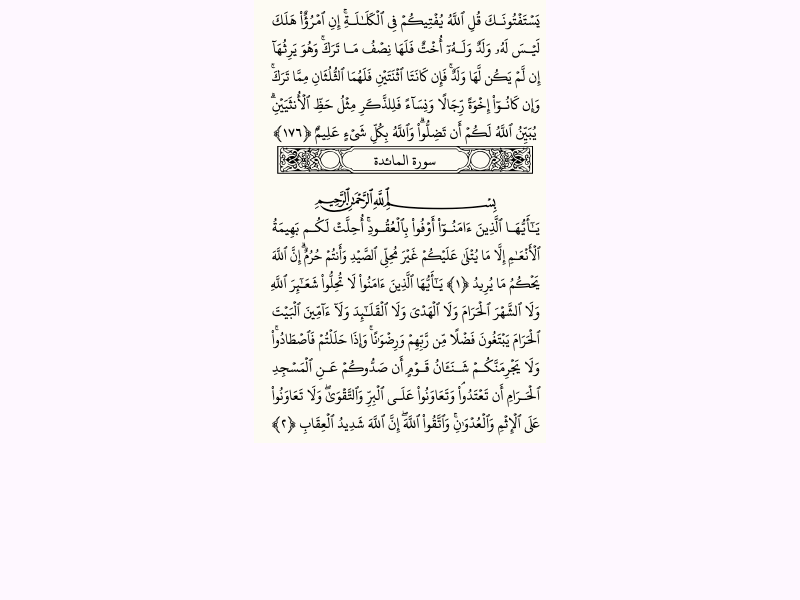 يَسۡتَفۡتُونَكَ قُلِ ٱللَّهُ يُفۡتِيكُمۡ فِي ٱلۡكَلَٰلَةِۚ إِنِ ٱمۡرُؤٌاْ هَلَكَ
لَيۡسَ لَهُۥ وَلَدٞ وَلَهُۥٓ أُخۡتٞ فَلَهَا نِصۡفُ مَا تَرَكَۚ وَهُوَ يَرِثُهَآ
إِن لَّمۡ يَكُن لَّهَا وَلَدٞۚ فَإِن كَانَتَا ٱثۡنَتَيۡنِ فَلَهُمَا ٱلثُّلُثَانِ مِمَّا تَرَكَۚ
وَإِن كَانُوٓاْ إِخۡوَةٗ رِّجَالٗا وَنِسَآءٗ فَلِلذَّكَرِ مِثۡلُ حَظِّ ٱلۡأُنثَيَيۡنِۗ
يُبَيِّنُ ٱللَّهُ لَكُمۡ أَن تَضِلُّواْۗ وَٱللَّهُ بِكُلِّ شَيۡءٍ عَلِيمُۢ ﴿١٧٦﴾
سورة المائدة
بِسۡمِ ٱللَّهِ ٱلرَّحۡمَٰنِ ٱلرَّحِيمِ
يَٰٓأَيُّهَا ٱلَّذِينَ ءَامَنُوٓاْ أَوۡفُواْ بِٱلۡعُقُودِۚ أُحِلَّتۡ لَكُم بَهِيمَةُ
ٱلۡأَنۡعَٰمِ إِلَّا مَا يُتۡلَىٰ عَلَيۡكُمۡ غَيۡرَ مُحِلِّي ٱلصَّيۡدِ وَأَنتُمۡ حُرُمٌۗ إِنَّ ٱللَّهَ
يَحۡكُمُ مَا يُرِيدُ ﴿١﴾ يَٰٓأَيُّهَا ٱلَّذِينَ ءَامَنُواْ لَا تُحِلُّواْ شَعَٰٓئِرَ ٱللَّهِ
وَلَا ٱلشَّهۡرَ ٱلۡحَرَامَ وَلَا ٱلۡهَدۡيَ وَلَا ٱلۡقَلَٰٓئِدَ وَلَآ ءَآمِّينَ ٱلۡبَيۡتَ
ٱلۡحَرَامَ يَبۡتَغُونَ فَضۡلٗا مِّن رَّبِّهِمۡ وَرِضۡوَٰنٗاۚ وَإِذَا حَلَلۡتُمۡ فَٱصۡطَادُواْۚ
وَلَا يَجۡرِمَنَّكُمۡ شَنَـَٔانُ قَوۡمٍ أَن صَدُّوكُمۡ عَنِ ٱلۡمَسۡجِدِ
ٱلۡحَرَامِ أَن تَعۡتَدُواْۘ وَتَعَاوَنُواْ عَلَى ٱلۡبِرِّ وَٱلتَّقۡوَىٰۖ وَلَا تَعَاوَنُواْ
عَلَى ٱلۡإِثۡمِ وَٱلۡعُدۡوَٰنِۚ وَٱتَّقُواْ ٱللَّهَۖ إِنَّ ٱللَّهَ شَدِيدُ ٱلۡعِقَابِ ﴿٢﴾